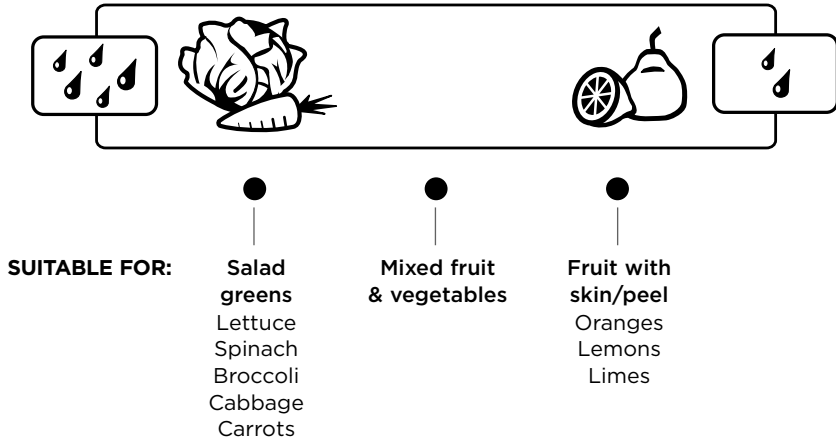 SUITABLE FOR:
Salad
greens
Lettuce
Spinach
Broccoli
Cabbage
Carrots
Mixed fruit
& vegetables
Fruit with
skin/peel
Oranges
Lemons
Limes